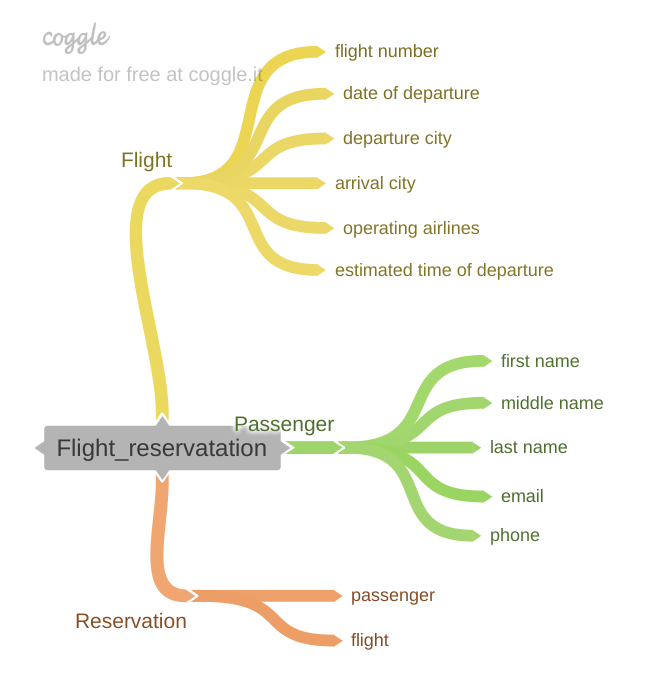 coggle
made for free at coggle.it
flight number
date of departure
departure city
Flight
arrival city
operating airlines
estimated time of departure
first name
middle name
Passenger
Flight_reservatation
last name
email
phone
passenger
Reservation
flight